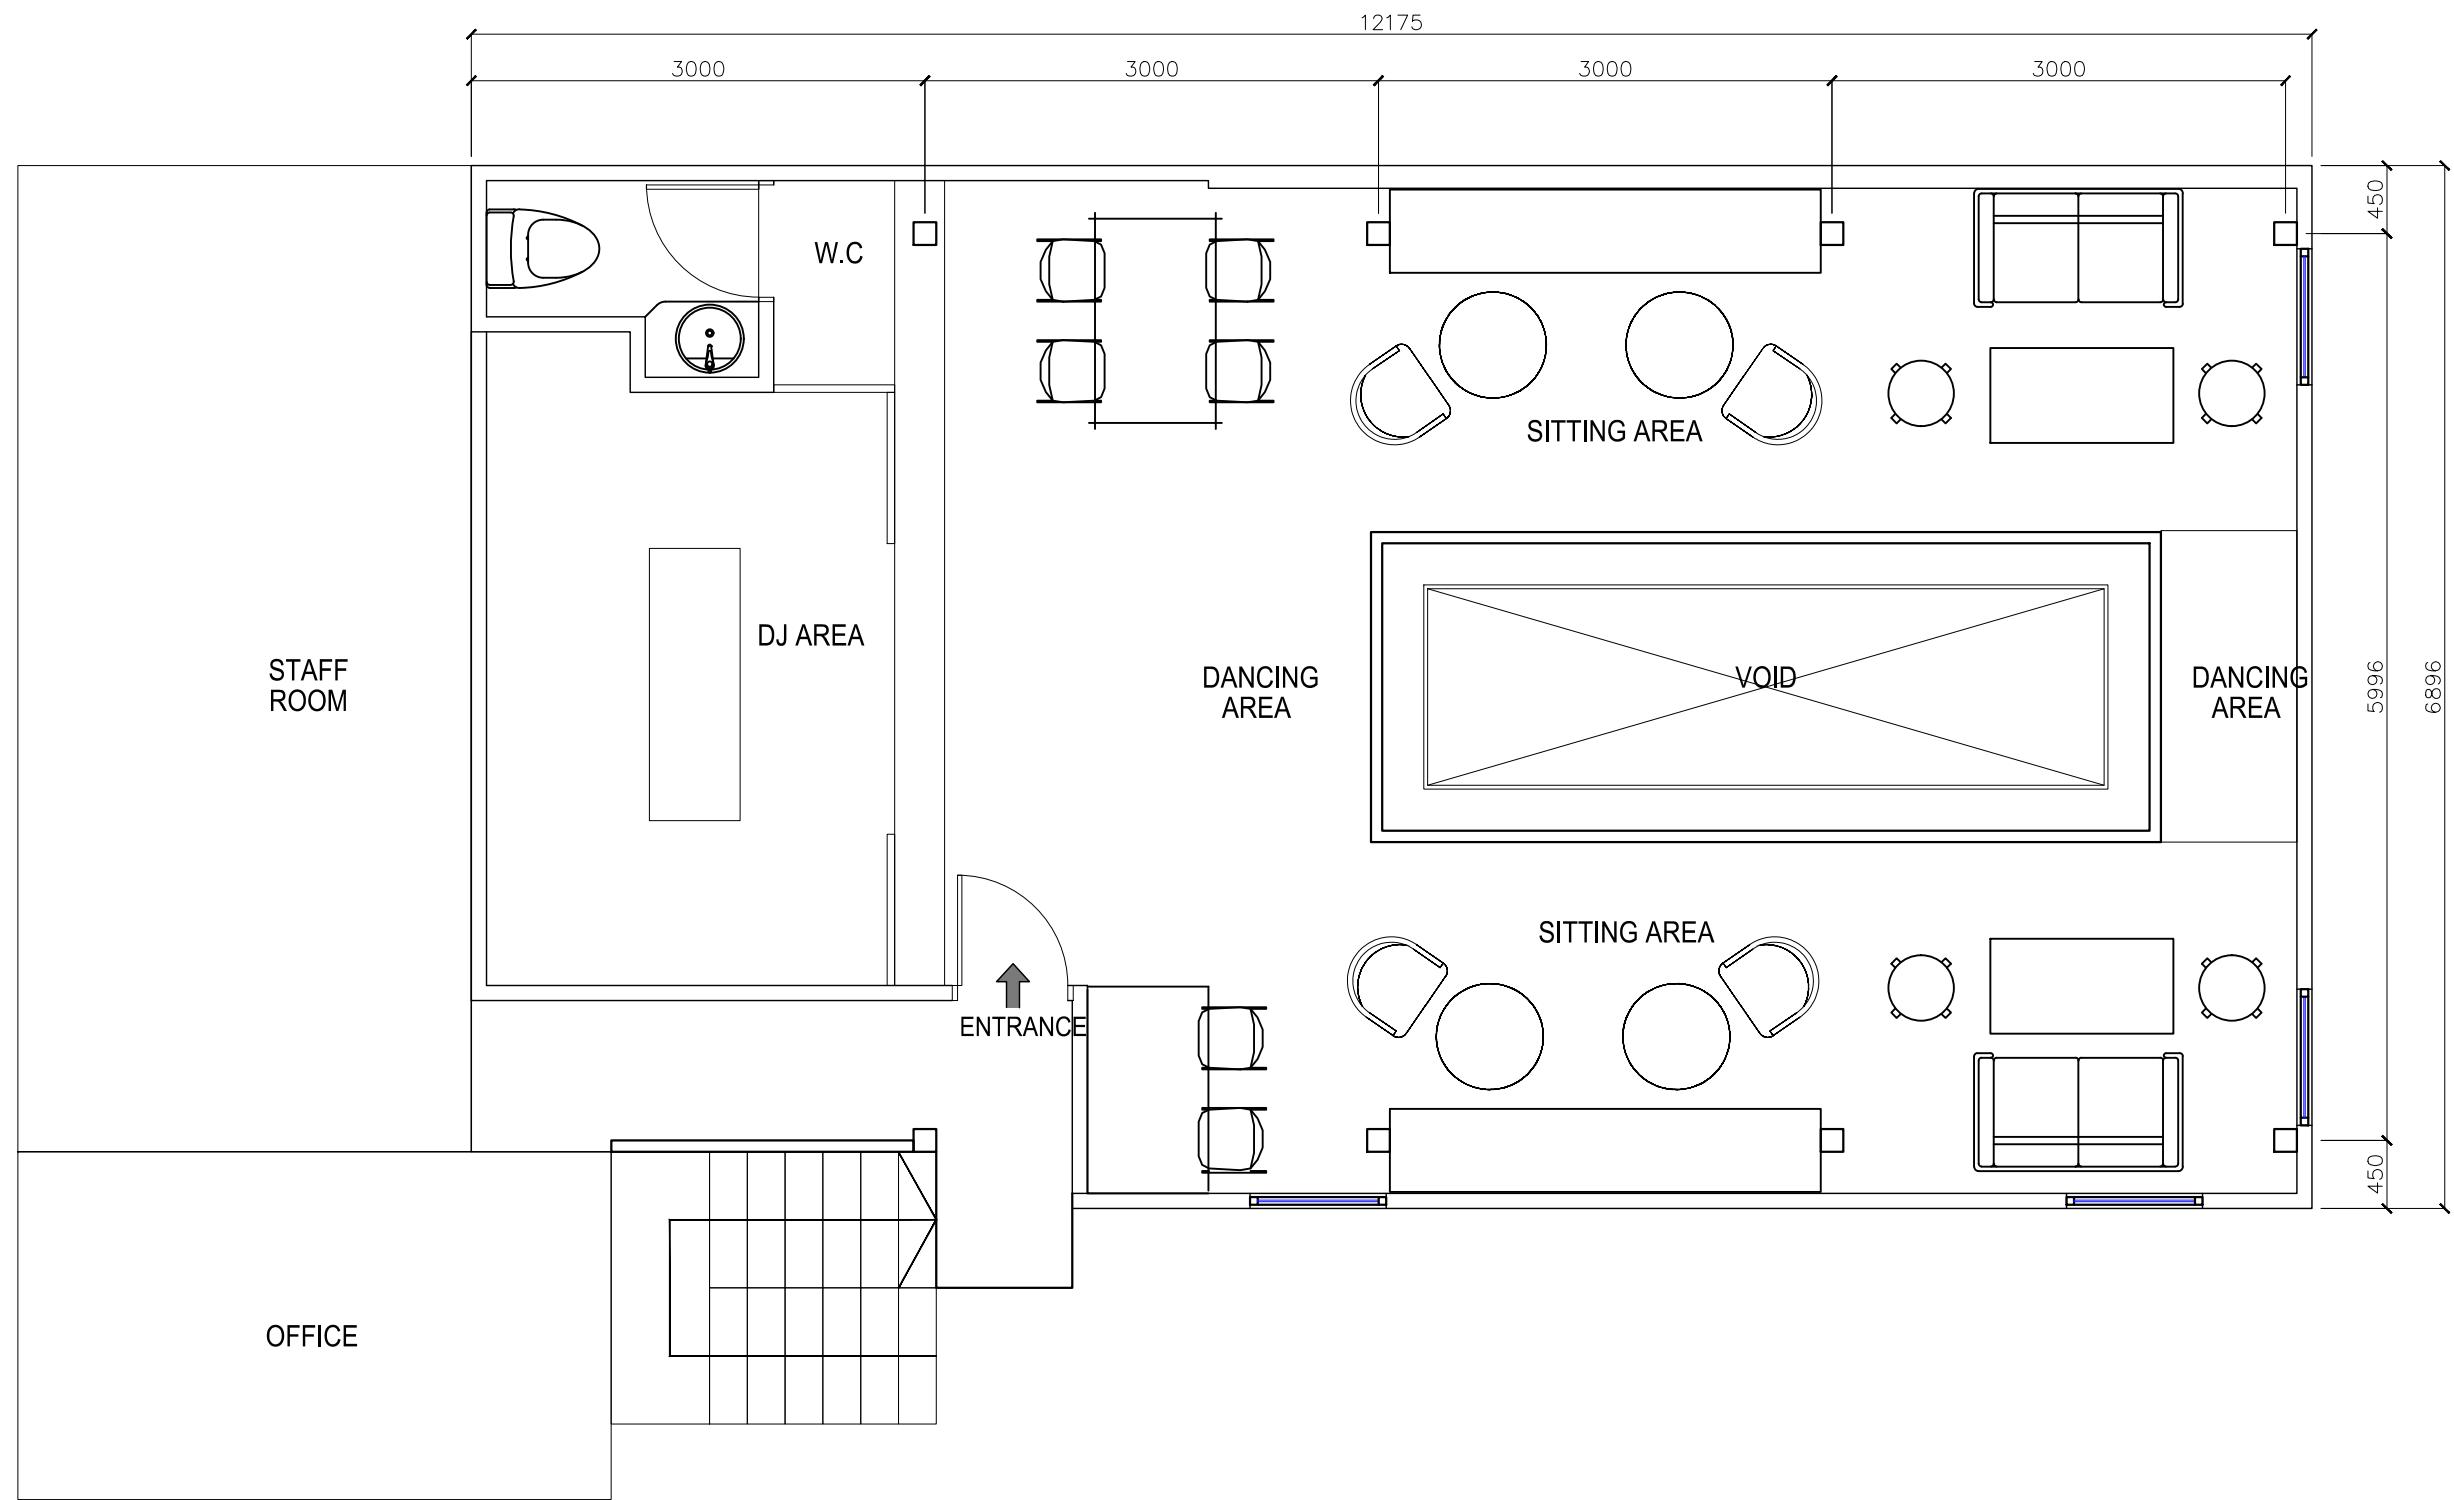 12175
3000
3000
3000
3000
450
W.C
SITTING AREA
DJ AREA
STAFF
ROOM
DANCING
AREA
VOID
DANCING
AREA
5996
6896
SITTING AREA
ENTRANCE
450
OFFICE